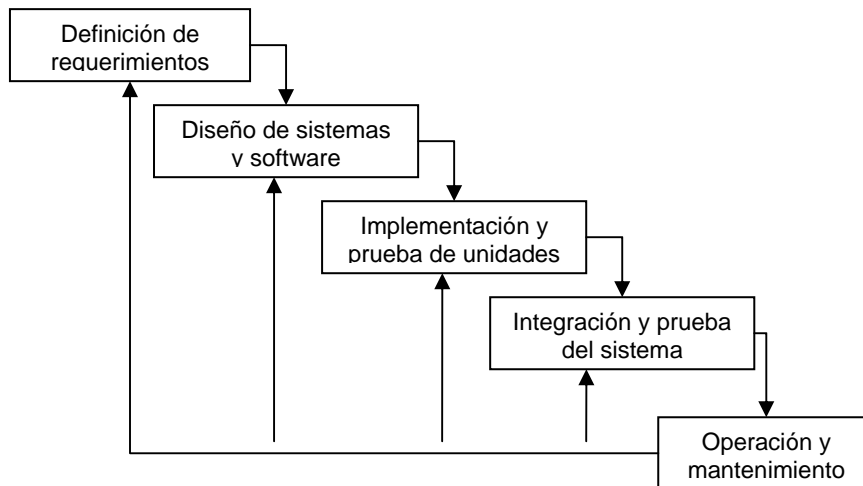 Definición de
requerimientos
Diseño de sistemas
y software
Implementación y
prueba de unidades
Integración y prueba
del sistema
Operación y
mantenimiento